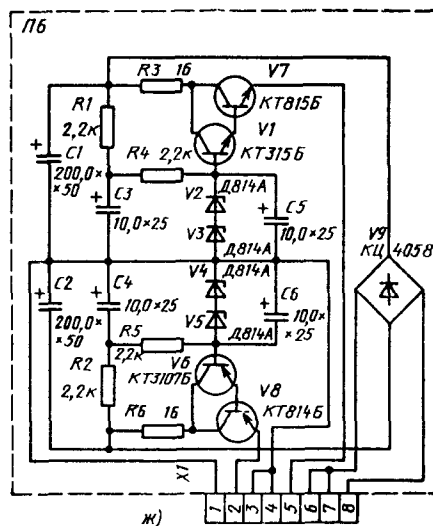 П6
R3 16
V7
КТ815Б
R1
2,2к
V1
КТ315Б
C1
200,0×
×50
R4 2,2к
C3
10,0×25
V2
Д814А
C5
10,0×25
V3
Д814А
V9
КЦ 405В
C2
200,0×
×50
C4
10,0×25
V4
Д814А
C6
10,0×
×25
V5
Д814А
R5
2,2к
V6
КТ3107Б
R2
2,2к
V8
КТ814Б
R6 16
X1
1 2 3 4 5 6 7 8
ж)